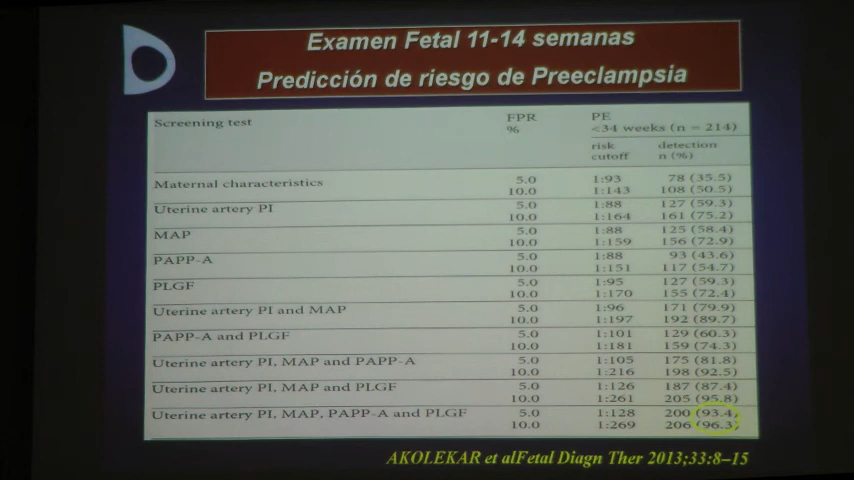 Examen Fetal 11-14 semanas
Predicción de riesgo de Preeclampsia
Screening test FPR % PE <34 weeks (n = 214)
risk cutoff detection n (%)
Maternal characteristics 5.0 1:93 78 (35.5)
10.0 1:143 108 (50.5)
Uterine artery PI 5.0 1:88 127 (59.3)
10.0 1:164 161 (75.2)
MAP 5.0 1:88 125 (58.4)
10.0 1:159 156 (72.9)
PAPP-A 5.0 1:88 93 (43.6)
10.0 1:151 117 (54.7)
PLGF 5.0 1:95 127 (59.3)
10.0 1:170 155 (72.4)
Uterine artery PI and MAP 5.0 1:96 171 (79.9)
10.0 1:197 192 (89.7)
PAPP-A and PLGF 5.0 1:101 129 (60.3)
10.0 1:181 159 (74.3)
Uterine artery PI, MAP and PAPP-A 5.0 1:105 175 (81.8)
10.0 1:216 198 (92.5)
Uterine artery PI, MAP and PLGF 5.0 1:126 187 (87.4)
10.0 1:261 205 (95.8)
Uterine artery PI, MAP, PAPP-A and PLGF 5.0 1:128 200 (93.4)
10.0 1:269 206 (96.3)
AKOLEKAR et alFetal Diagn Ther 2013;33:8–15